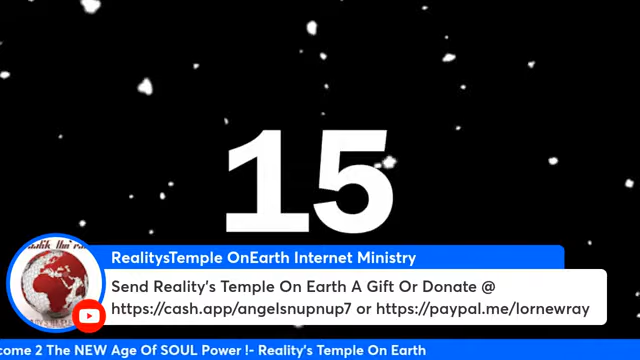 15
RealitysTemple OnEarth Internet Ministry
Send Reality's Temple On Earth A Gift Or Donate @
https://cash.app/angelsnupnup7 or https://paypal.me/lornewray
come 2 The NEW Age Of SOUL Power !- Reality's Temple On Earth